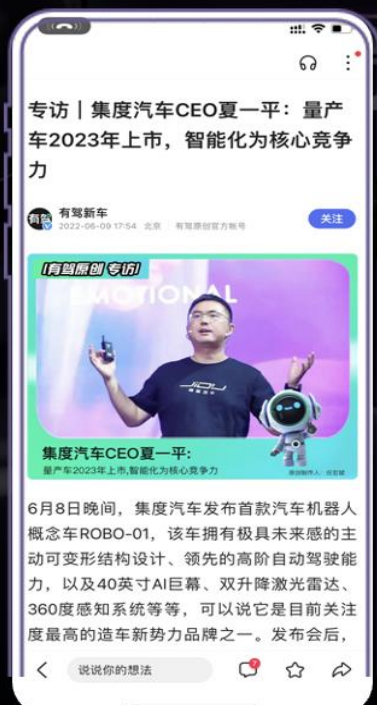 专访｜集度汽车CEO夏一平：量产
车2023年上市，智能化为核心竞争
力
有驾
有驾新车
2022-06-09 17:54 北京 有驾原创官方帐号
关注
有驾原创 专访
EMOTIONAL
JIDU
集度汽车
集度汽车CEO夏一平:
量产车2023年上市,智能化为核心竞争力
6月8日晚间，集度汽车发布首款汽车机器人
概念车ROBO-01，该车拥有极具未来感的主
动可变形结构设计、领先的高阶自动驾驶能
力，以及40英寸AI巨幕、双升降激光雷达、
360度感知系统等等，可以说它是目前关注
度最高的造车新势力品牌之一。发布会后，
说说你的想法
7